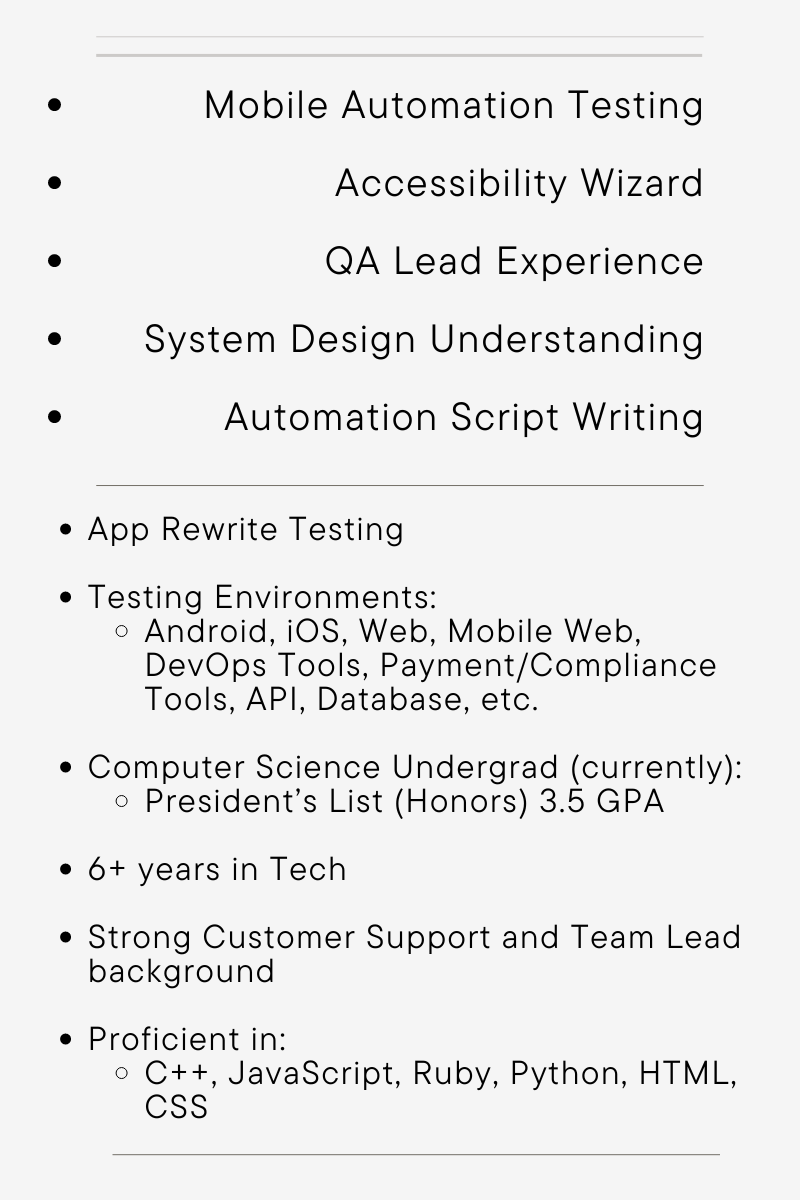 • Mobile Automation Testing
• Accessibility Wizard
• QA Lead Experience
• System Design Understanding
• Automation Script Writing
• App Rewrite Testing
• Testing Environments:
○ Android, iOS, Web, Mobile Web,
DevOps Tools, Payment/Compliance
Tools, API, Database, etc.
• Computer Science Undergrad (currently):
○ President’s List (Honors) 3.5 GPA
• 6+ years in Tech
• Strong Customer Support and Team Lead
background
• Proficient in:
○ C++, JavaScript, Ruby, Python, HTML,
CSS